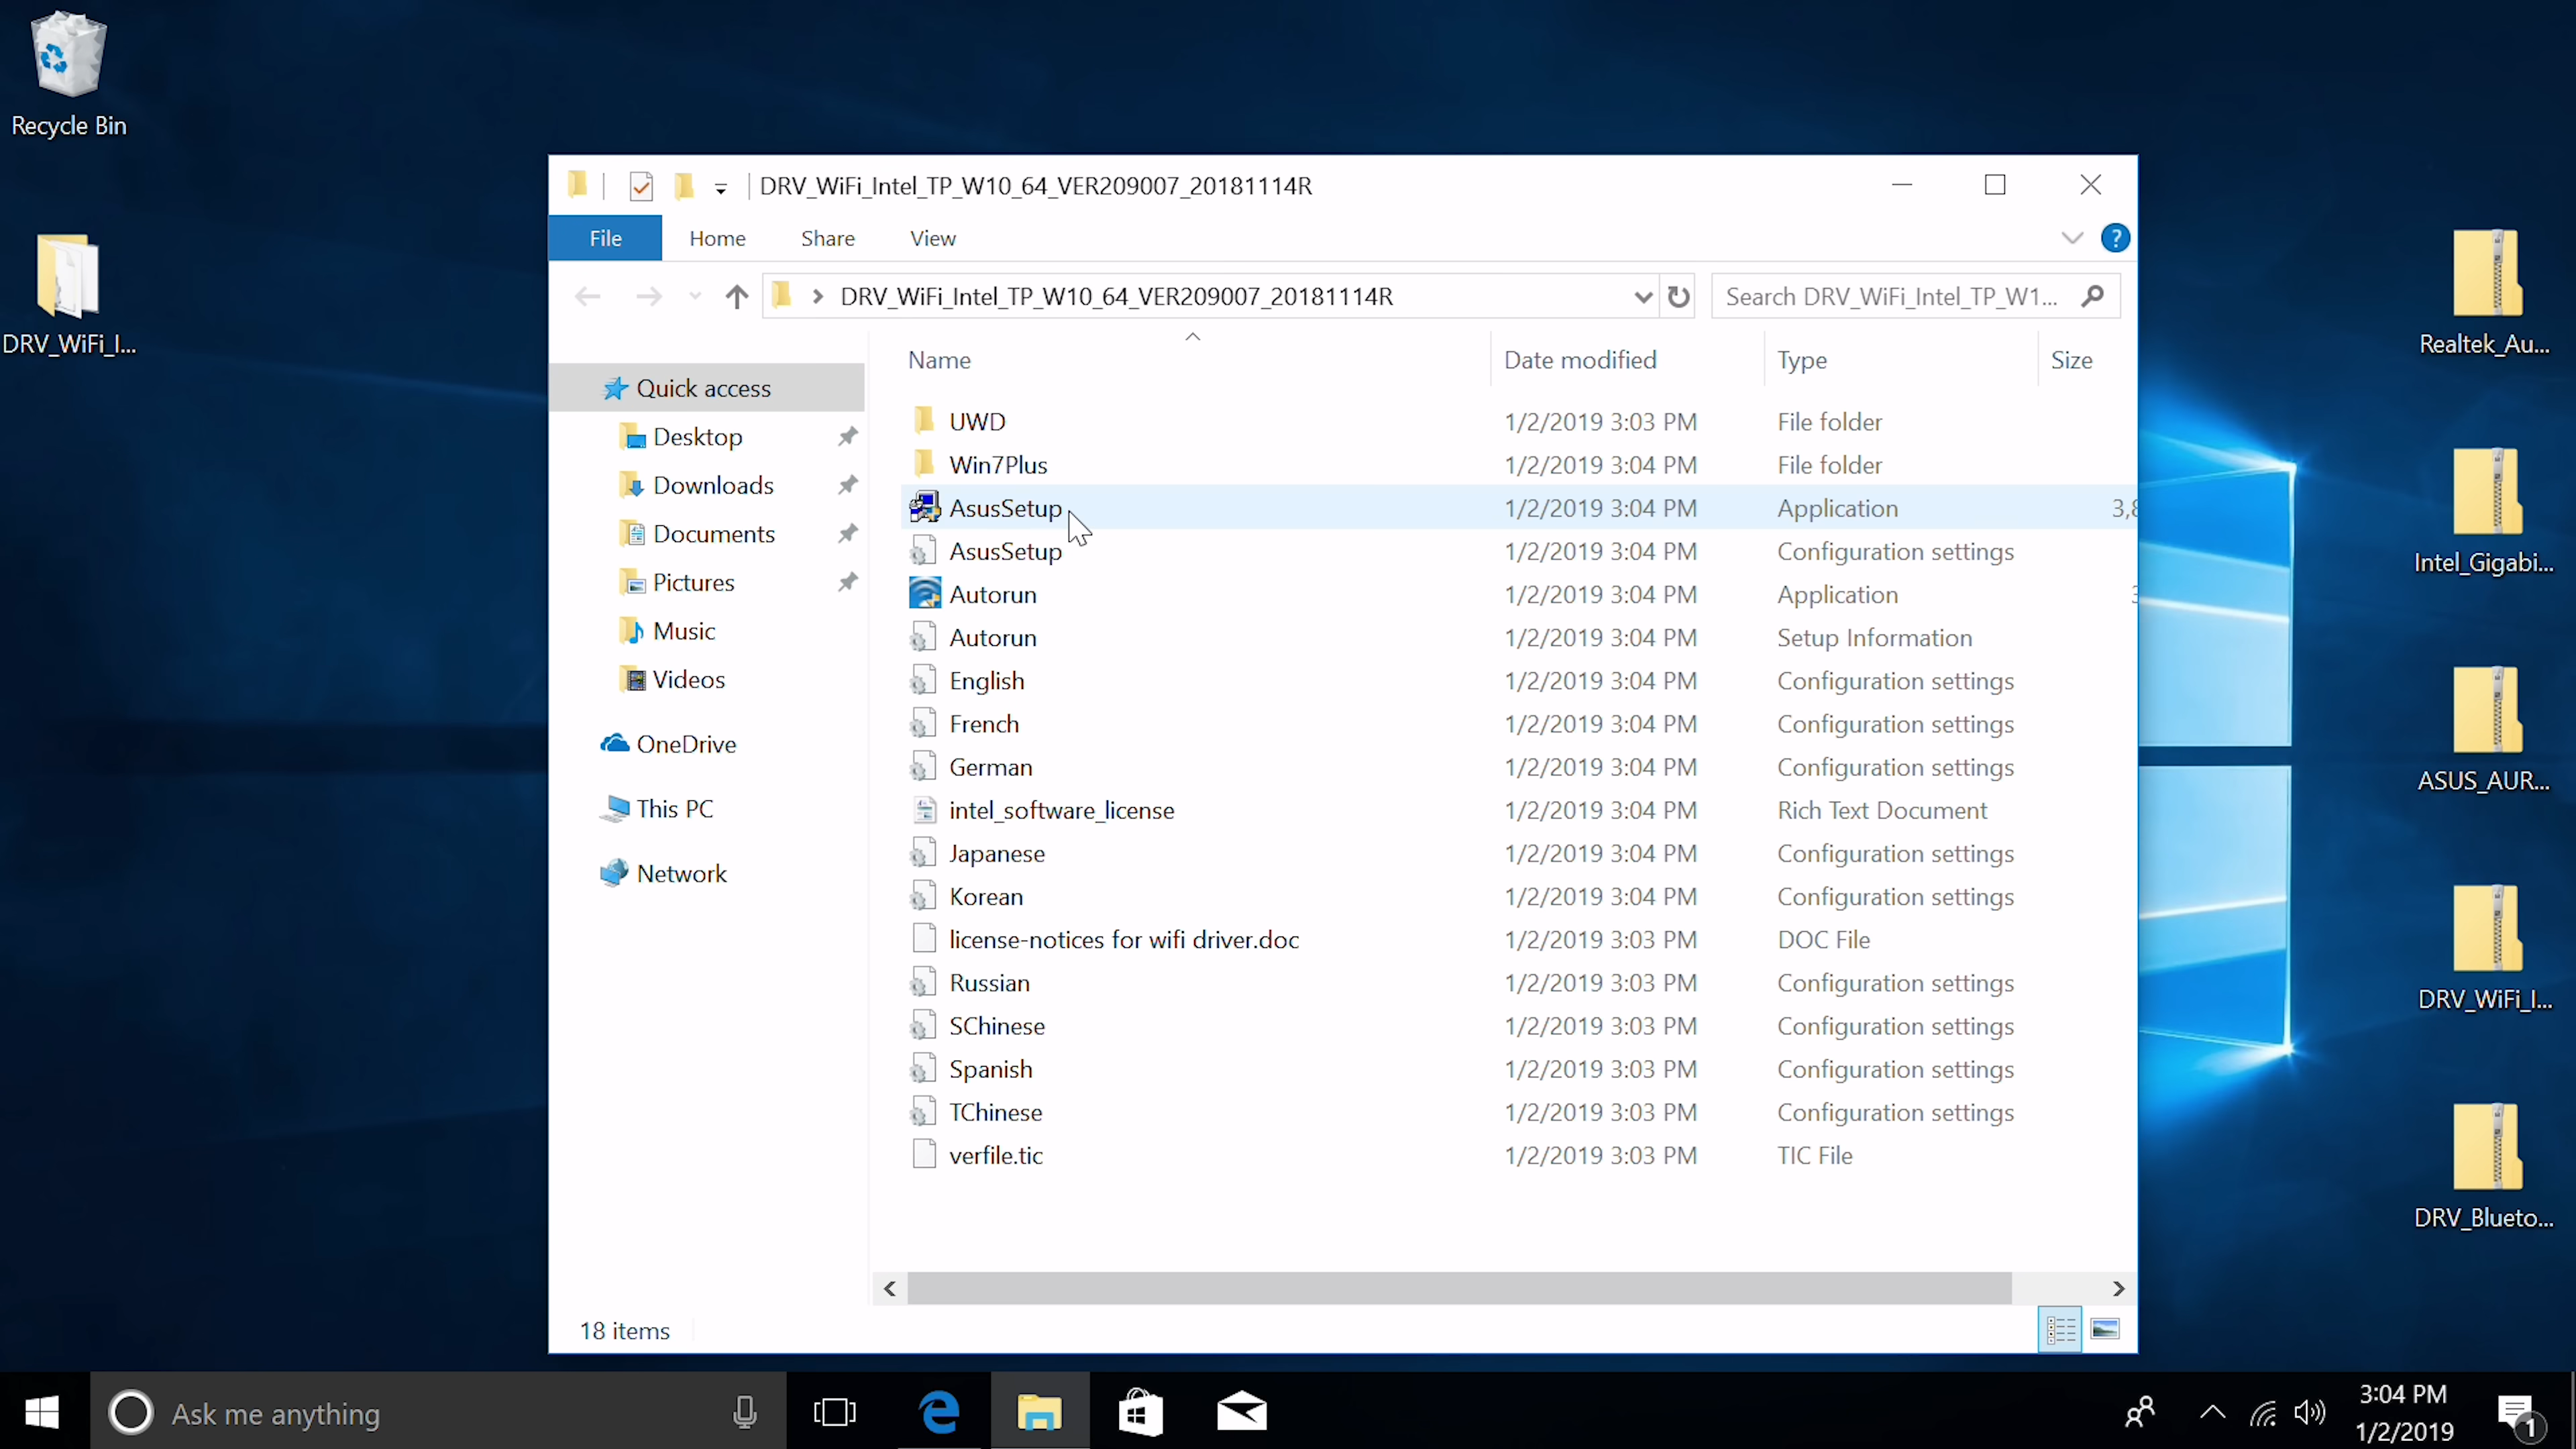 Recycle Bin
DRV_WiFi_I...
DRV_WiFi_Intel_TP_W10_64_VER209007_20181114R
File Home Share View
DRV_WiFi_Intel_TP_W10_64_VER209007_20181114R
Search DRV_WiFi_Intel_TP_W1...
Quick access
Desktop
Downloads
Documents
Pictures
Music
Videos
OneDrive
This PC
Network
Name Date modified Type Size
UWD 1/2/2019 3:03 PM File folder
Win7Plus 1/2/2019 3:04 PM File folder
AsusSetup 1/2/2019 3:04 PM Application
AsusSetup 1/2/2019 3:04 PM Configuration settings
Autorun 1/2/2019 3:04 PM Application
Autorun 1/2/2019 3:04 PM Setup Information
English 1/2/2019 3:04 PM Configuration settings
French 1/2/2019 3:04 PM Configuration settings
German 1/2/2019 3:04 PM Configuration settings
intel_software_license 1/2/2019 3:04 PM Rich Text Document
Japanese 1/2/2019 3:04 PM Configuration settings
Korean 1/2/2019 3:04 PM Configuration settings
license-notices for wifi driver.doc 1/2/2019 3:03 PM DOC File
Russian 1/2/2019 3:03 PM Configuration settings
SChinese 1/2/2019 3:03 PM Configuration settings
Spanish 1/2/2019 3:03 PM Configuration settings
TChinese 1/2/2019 3:03 PM Configuration settings
verfile.tic 1/2/2019 3:03 PM TIC File
18 items
Realtek_Au...
Intel_Gigabi...
ASUS_AUR...
DRV_WiFi_I...
DRV_Blueto...
Ask me anything
3:04 PM
1/2/2019
1